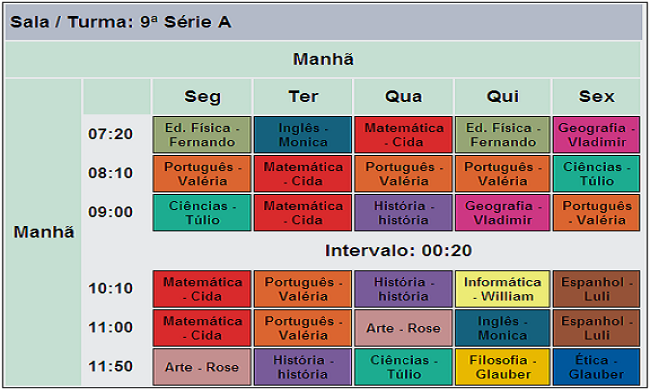 Sala / Turma: 9ª Série A
Manhã
Seg Ter Qua Qui Sex
07:20 Ed. Física - Fernando Inglês - Monica Matemática - Cida Ed. Física - Fernando Geografia - Vladimir
08:10 Português - Valéria Matemática - Cida Português - Valéria Português - Valéria Ciências - Túlio
09:00 Ciências - Túlio Matemática - Cida História - história Geografia - Vladimir Português - Valéria
Manhã
Intervalo: 00:20
10:10 Matemática - Cida Português - Valéria História - história Informática - William Espanhol - Luli
11:00 Matemática - Cida Português - Valéria Arte - Rose Inglês - Monica Espanhol - Luli
11:50 Arte - Rose História - história Ciências - Túlio Filosofia - Glauber Ética - Glauber